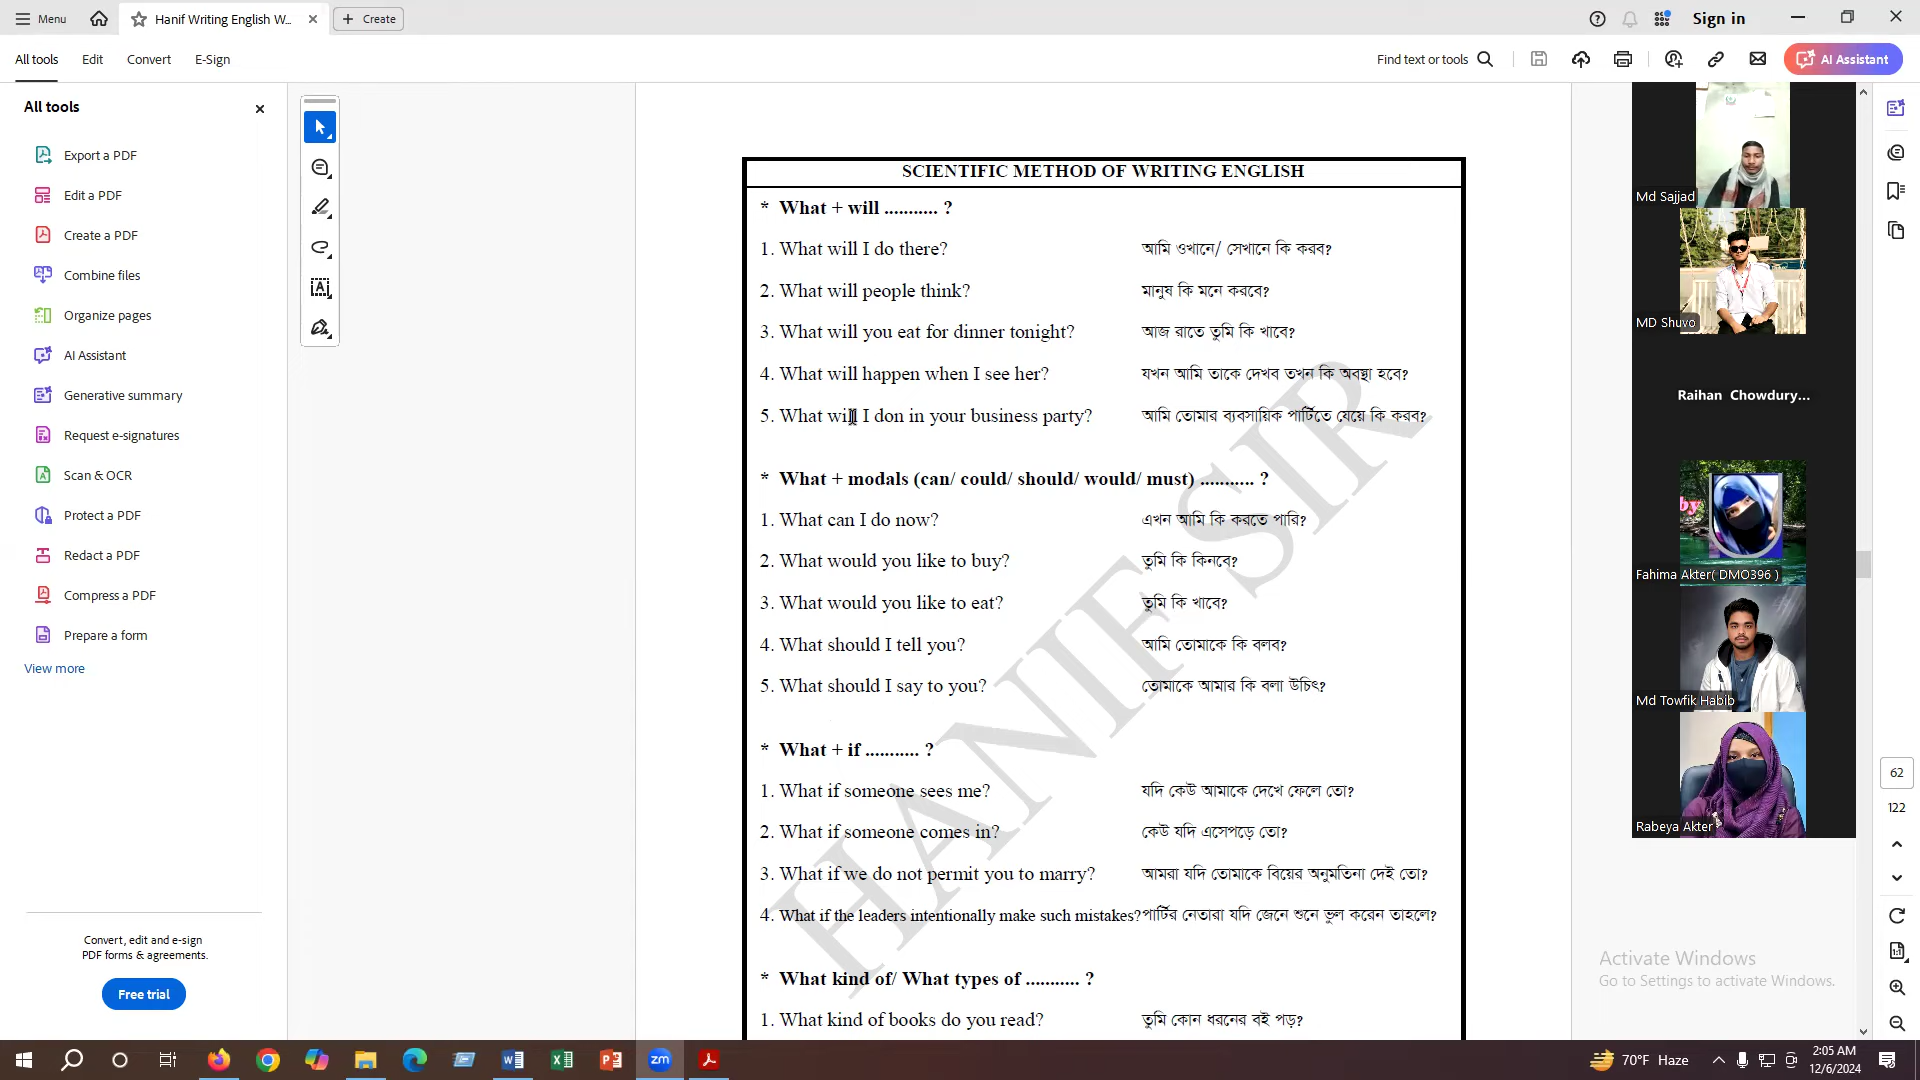 Menu
Hanif Writing English W...
Create
Sign in
All tools
Edit
Convert
E-Sign
Find text or tools
AI Assistant
All tools
Export a PDF
Edit a PDF
Create a PDF
Combine files
Organize pages
AI Assistant
Generative summary
Request e-signatures
Scan & OCR
Protect a PDF
Redact a PDF
Compress a PDF
Prepare a form
View more
Convert, edit and e-sign
PDF forms & agreements.
Free trial
SCIENTIFIC METHOD OF WRITING ENGLISH
* What + will ........... ?
1. What will I do there? আমি ওখানে/ সেখানে কি করব?
2. What will people think? মানুষ কি মনে করবে?
3. What will you eat for dinner tonight? আজ রাতে তুমি কি খাবে?
4. What will happen when I see her? যখন আমি তাকে দেখব তখন কি অবস্থা হবে?
5. What will I don in your business party? আমি তোমার ব্যবসায়িক পার্টিতে যেয়ে কি করব?
* What + modals (can/ could/ should/ would/ must) ........... ?
1. What can I do now? এখন আমি কি করতে পারি?
2. What would you like to buy? তুমি কি কিনবে?
3. What would you like to eat? তুমি কি খাবে?
4. What should I tell you? আমি তোমাকে কি বলব?
5. What should I say to you? তোমাকে আমার কি বলা উচিৎ?
* What + if ........... ?
1. What if someone sees me? যদি কেউ আমাকে দেখে ফেলে তো?
2. What if someone comes in? কেউ যদি এসেপড়ে তো?
3. What if we do not permit you to marry? আমরা যদি তোমাকে বিয়ের অনুমতিনা দেই তো?
4. What if the leaders intentionally make such mistakes? পার্টির নেতারা যদি জেনে শুনে ভুল করেন তাহলে?
* What kind of/ What types of ........... ?
1. What kind of books do you read? তুমি কোন ধরনের বই পড়?
HANIF SIR
Md Sajjad
MD Shuvo
Raihan Chowdury...
by
Fahima Akter( DMO396 )
Md Towfik Habib
Rabeya Akter
62
122
Activate Windows
Go to Settings to activate Windows.
zm
70°F Haze
2:05 AM
12/6/2024